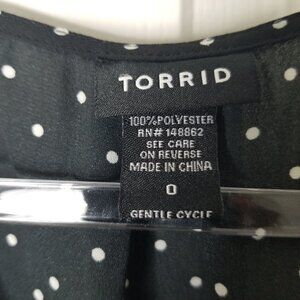 TORRID
100%POLYESTER
RN# 148862
SEE CARE
ON REVERSE
MADE IN CHINA
0
GENTLE CYCLE